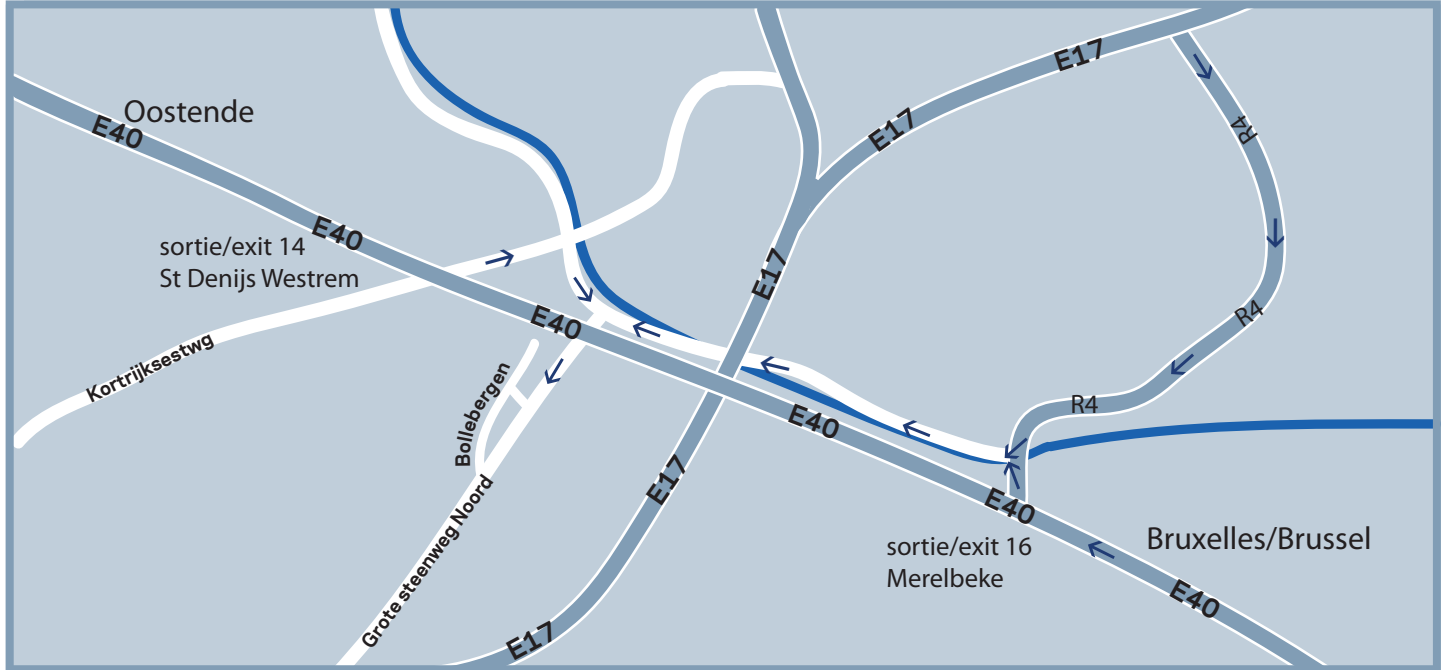 E17
Oostende
E40
E17
R4
E40
sortie/exit 14
St Denijs Westrem
E17
R4
E40
Kortrijksestwg
Bollebergen
R4
E40
E17
Grote steenweg Noord
E40
sortie/exit 16
Merelbeke
Bruxelles/Brussel
E40
E17